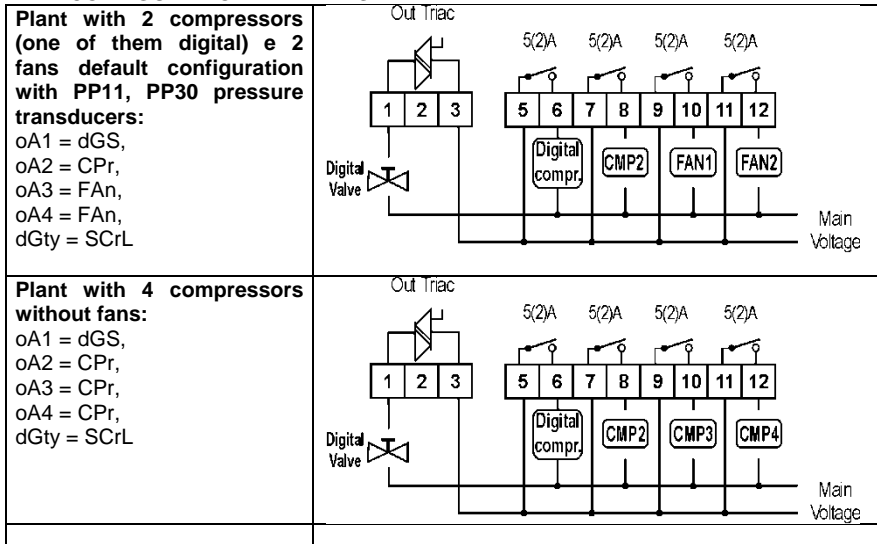 Plant with 2 compressors
(one of them digital) e 2
fans default configuration
with PP11, PP30 pressure
transducers:
oA1 = dGS,
oA2 = CPr,
oA3 = FAn,
oA4 = FAn,
dGty = SCrL
Out Triac
5(2)A 5(2)A 5(2)A 5(2)A
1 2 3 5 6 7 8 9 10 11 12
Digital
Valve
Digital
compr.
CMP2 FAN1 FAN2
Main
Voltage
Plant with 4 compressors
without fans:
oA1 = dGS,
oA2 = CPr,
oA3 = CPr,
oA4 = CPr,
dGty = SCrL
Out Triac
5(2)A 5(2)A 5(2)A 5(2)A
1 2 3 5 6 7 8 9 10 11 12
Digital
Valve
Digital
compr.
CMP2 CMP3 CMP4
Main
Voltage